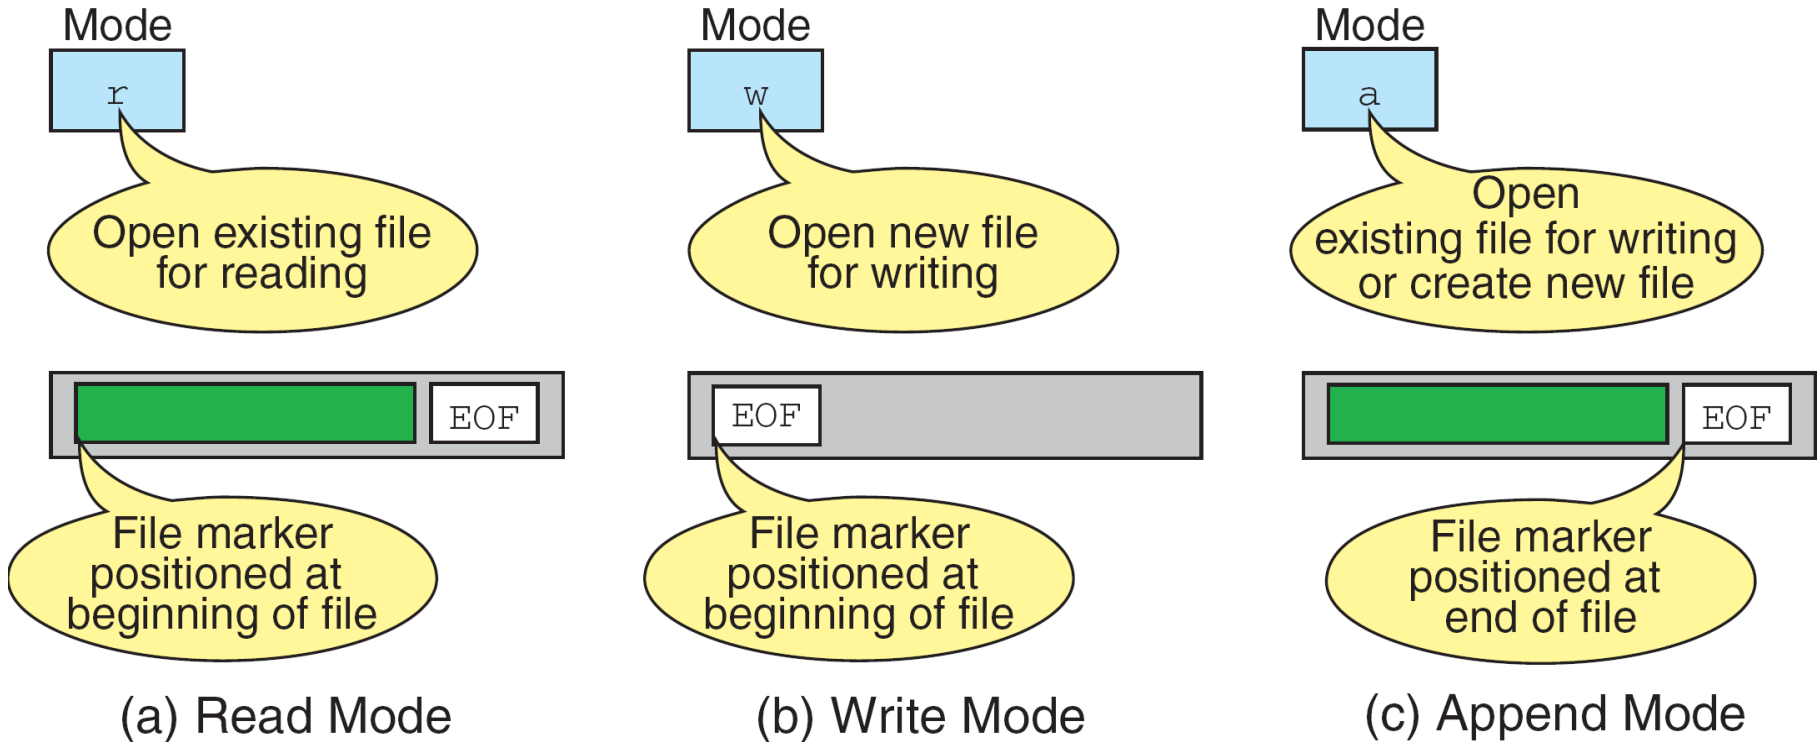 Mode
r
Open existing file
for reading
EOF
File marker
positioned at
beginning of file
(a) Read Mode
Mode
w
Open new file
for writing
EOF
File marker
positioned at
beginning of file
(b) Write Mode
Mode
a
Open
existing file for writing
or create new file
EOF
File marker
positioned at
end of file
(c) Append Mode